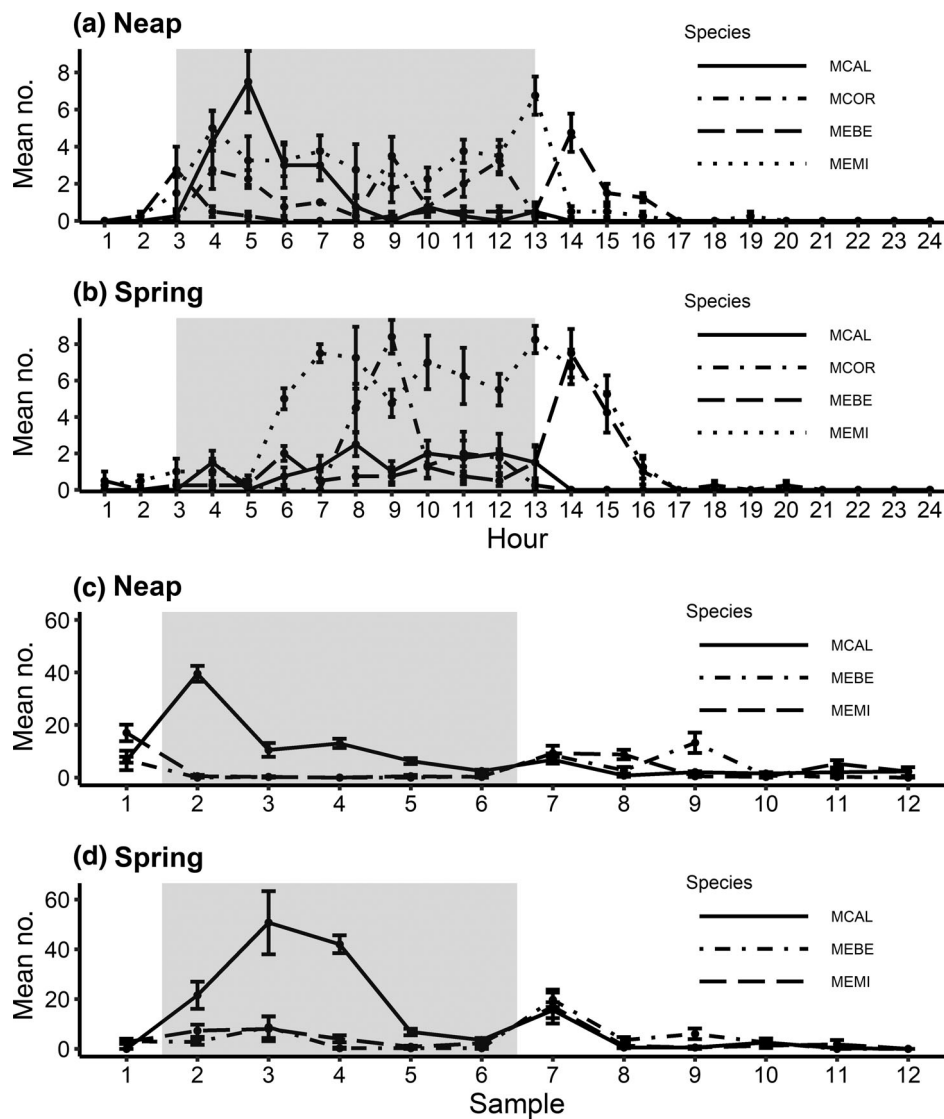 (a) Neap
Species
MCAL
MCOR
MEBE
MEMI
Mean no.
8
6
4
2
0
1 2 3 4 5 6 7 8 9 10 11 12 13 14 15 16 17 18 19 20 21 22 23 24
(b) Spring
Species
MCAL
MCOR
MEBE
MEMI
Mean no.
8
6
4
2
0
1 2 3 4 5 6 7 8 9 10 11 12 13 14 15 16 17 18 19 20 21 22 23 24
Hour
(c) Neap
Species
MCAL
MEBE
MEMI
Mean no.
60
40
20
0
1 2 3 4 5 6 7 8 9 10 11 12
(d) Spring
Species
MCAL
MEBE
MEMI
Mean no.
60
40
20
0
1 2 3 4 5 6 7 8 9 10 11 12
Sample